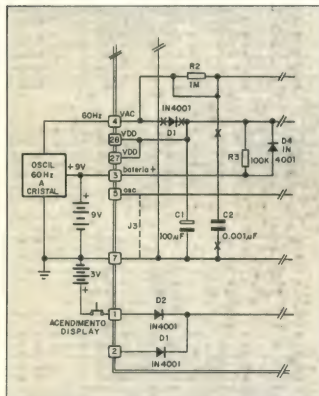 R2
1M
60Hz
4
VAC
IN4001
D1
28
VDD
27
VDD
OSCIL
60Hz
A
CRISTAL
+9V
3
bateria +
R3
100K
D4
IN
4001
5
osc
9V
J3
C1
100µF
C2
0.001µF
7
3V
1
D2
IN4001
ACENDIMENTO
DISPLAY
2
D1
IN4001